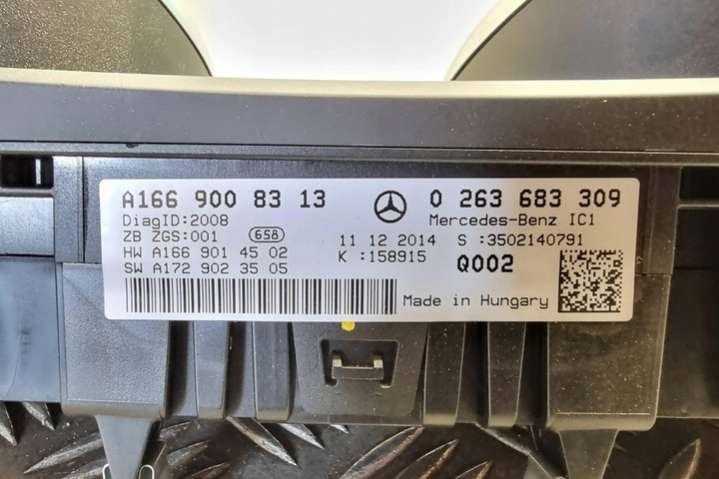 A166 900 83 13
0 263 683 309
DiagID:2008
Mercedes-Benz IC1
ZB ZGS:001
658
11 12 2014
S :3502140791
HW A166 901 45 02
K :158915
Q002
SW A172 902 35 05
Made in Hungary